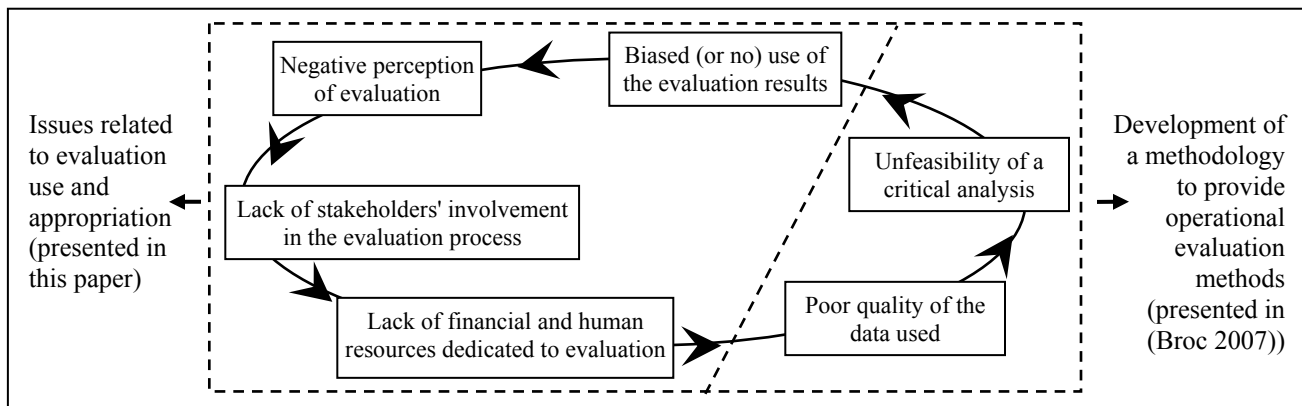 Issues related
to evaluation
use and
appropriation
(presented in
this paper)
Negative perception
of evaluation
Biased (or no) use of
the evaluation results
Unfeasibility of a
critical analysis
Lack of stakeholders' involvement
in the evaluation process
Lack of financial and human
resources dedicated to evaluation
Poor quality of the
data used
Development of
a methodology
to provide
operational
evaluation
methods
(presented in
(Broc 2007))